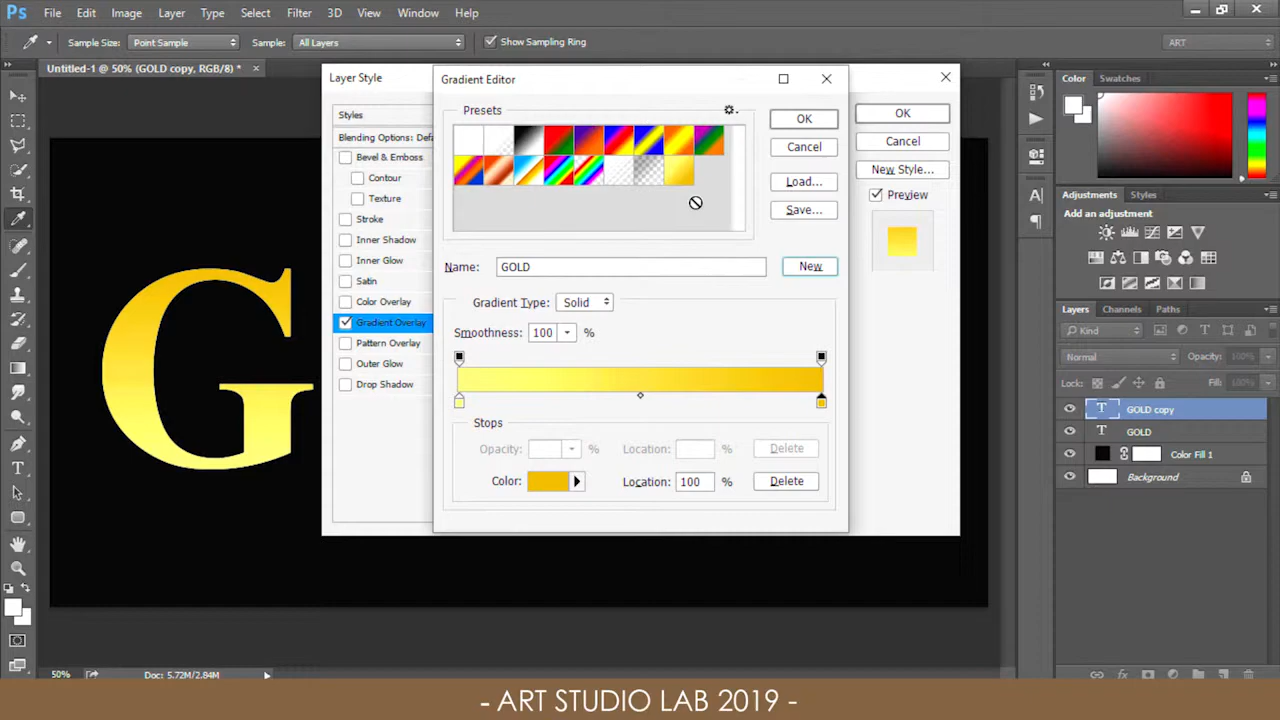 Ps File Edit Image Layer Type Select Filter 3D View Window Help
Sample Size: Point Sample Sample: All Layers Show Sampling Ring ART
Untitled-1 @ 50% (GOLD copy, RGB/8) * ×
Layer Style
Gradient Editor
Color Swatches
Styles
Blending Options: Defa
Bevel & Emboss
Contour
Texture
Stroke
Inner Shadow
Inner Glow
Satin
Color Overlay
Gradient Overlay
Pattern Overlay
Outer Glow
Drop Shadow
Presets
OK
Cancel
Load...
Save...
Name: GOLD New
Gradient Type: Solid
Smoothness: 100 %
Stops
Opacity: % Location: % Delete
Color: Location: 100 % Delete
OK
Cancel
New Style...
Preview
G
Adjustments Styles
Add an adjustment
Layers Channels Paths
Kind
Normal Opacity: 100%
Lock: Fill: 100%
T GOLD copy
T GOLD
Color Fill 1
Background
50% Doc: 5.72M/2.84M
- ART STUDIO LAB 2019 -